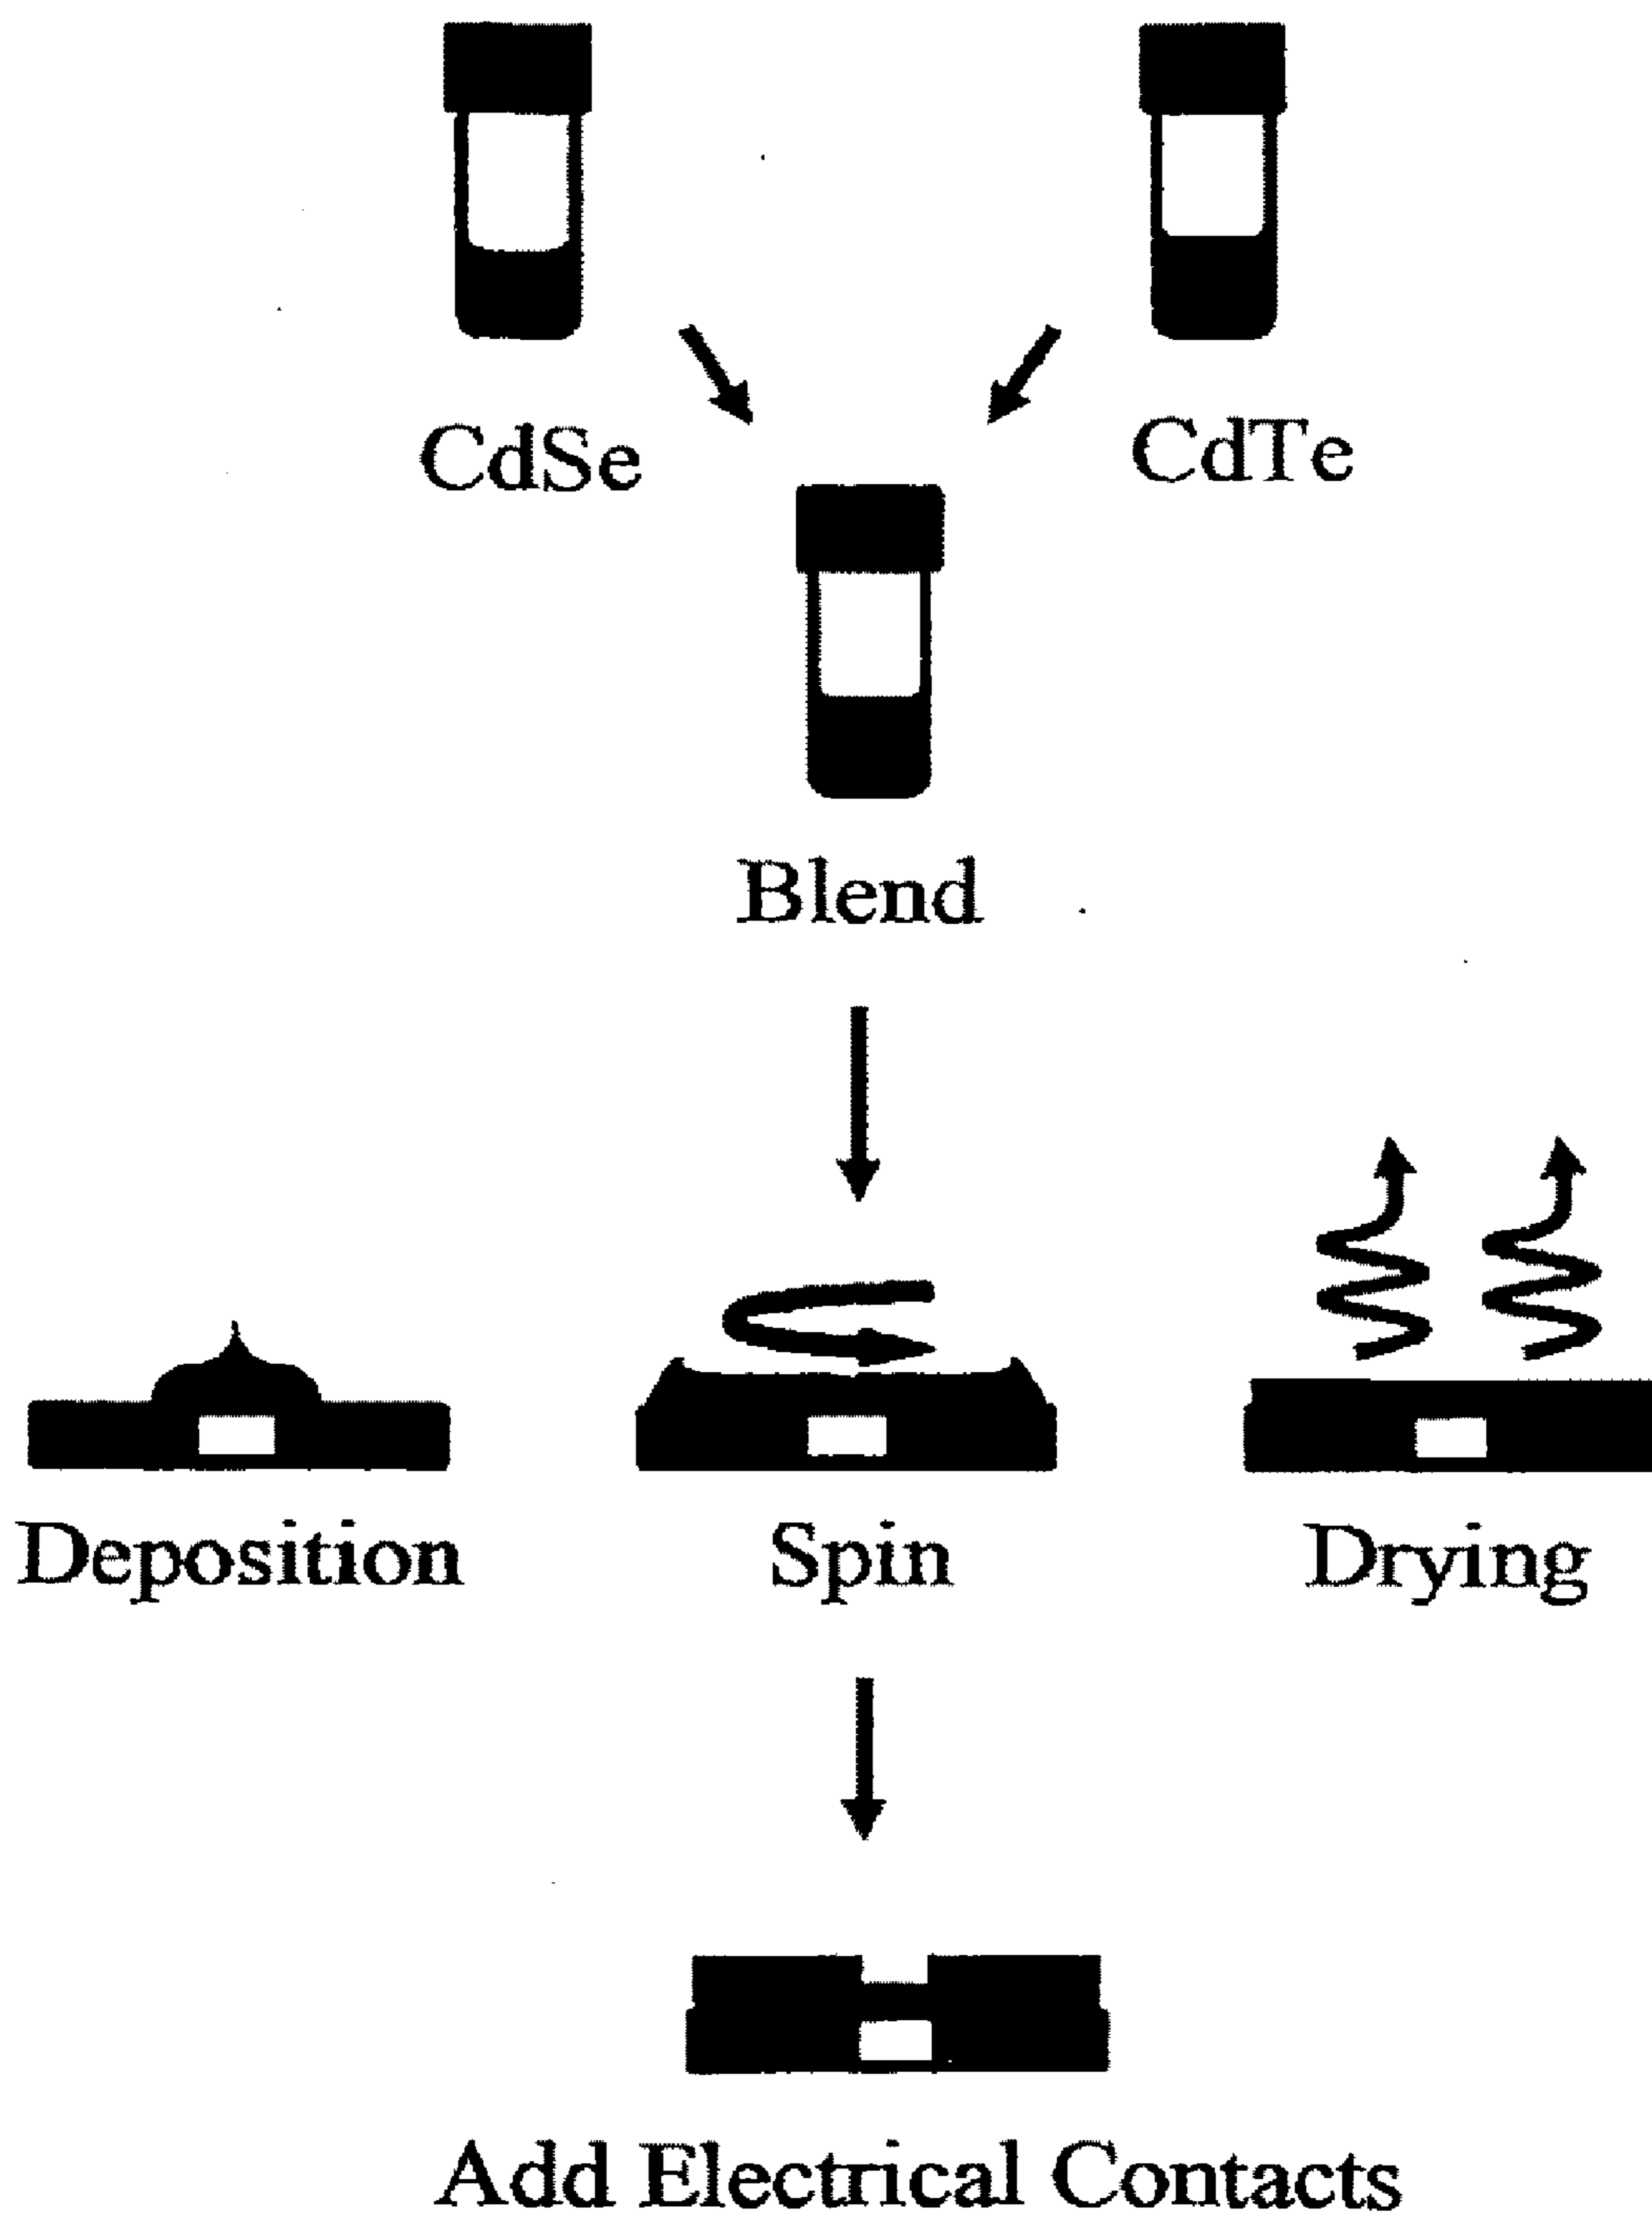 CdSe
CdTe
Blend
Deposition
Spin
Drying
Add Electrical Contacts